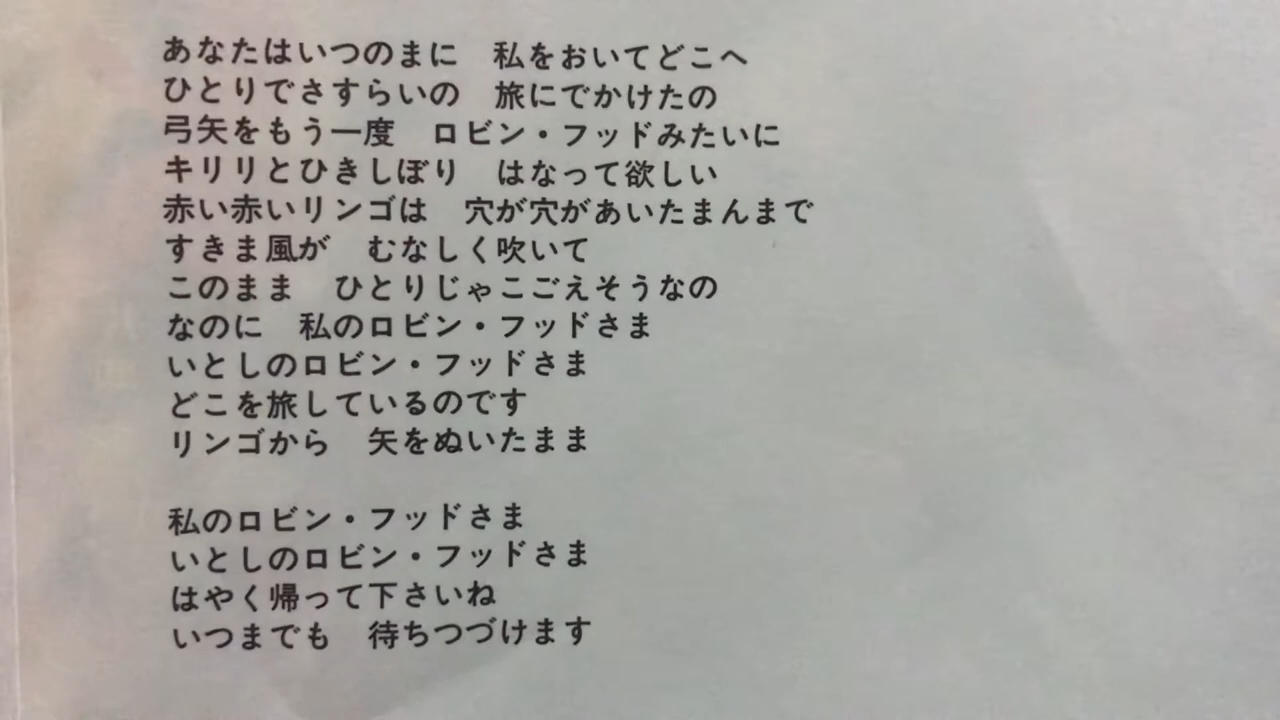 あなたはいつのまに　私をおいてどこへ
ひとりでさすらいの　旅にでかけたの
弓矢をもう一度　ロビン・フッドみたいに
キリリとひきしぼり　はなって欲しい
赤い赤いリンゴは　穴が穴があいたまんまで
すきま風が　むなしく吹いて
このまま　ひとりじゃこごえそうなの
なのに　私のロビン・フッドさま
いとしのロビン・フッドさま
どこを旅しているのです
リンゴから　矢をぬいたまま

私のロビン・フッドさま
いとしのロビン・フッドさま
はやく帰って下さいね
いつまでも　待ちつづけます